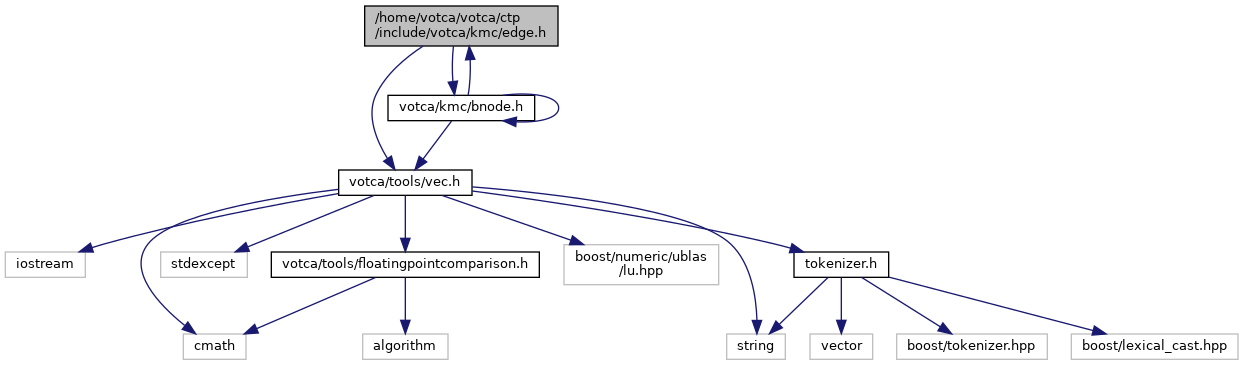 /home/votca/votca/ctp
/include/votca/kmc/edge.h
votca/kmc/bnode.h
votca/tools/vec.h
iostream
stdexcept
votca/tools/floatingpointcomparison.h
boost/numeric/ublas
/lu.hpp
tokenizer.h
cmath
algorithm
string
vector
boost/tokenizer.hpp
boost/lexical_cast.hpp